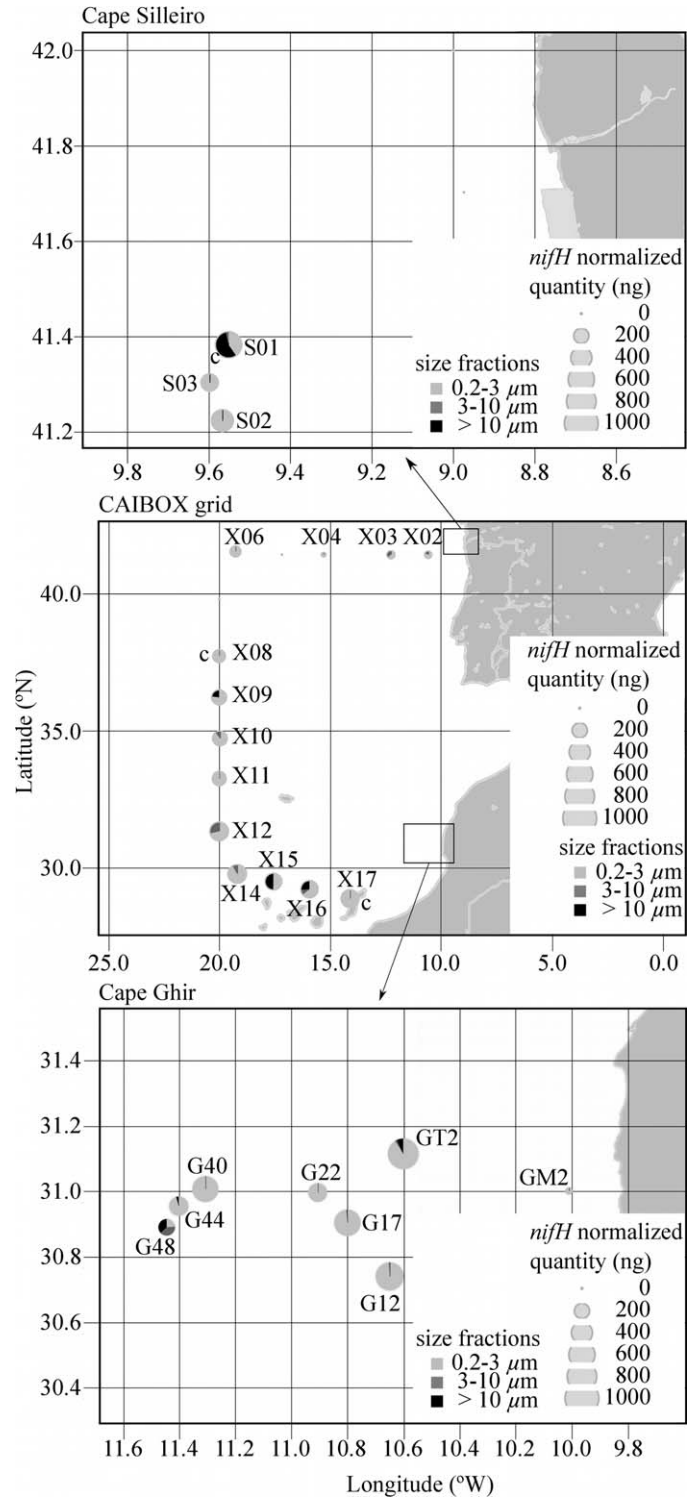 Cape Silleiro
42.0
41.8
41.6
41.4
41.2
S01
c
S03
S02
nifH normalized
quantity (ng)
0
200
400
600
800
1000
size fractions
0.2-3 µm
3-10 µm
> 10 µm
9.8 9.6 9.4 9.2 9.0 8.8 8.6
CAIBOX grid
X06 X04 X03 X02
40.0
c X08
X09
35.0
X10
X11
X12
30.0
X14 X15 X16 X17
c
Latitude (ºN)
nifH normalized
quantity (ng)
0
200
400
600
800
1000
size fractions
0.2-3 µm
3-10 µm
> 10 µm
25.0 20.0 15.0 10.0 5.0 0.0
Cape Ghir
31.4
31.2
31.0
30.8
30.6
30.4
GT2
G40 G22 GM2
G44
G17
G48
G12
nifH normalized
quantity (ng)
0
200
400
600
800
1000
size fractions
0.2-3 µm
3-10 µm
> 10 µm
11.6 11.4 11.2 11.0 10.8 10.6 10.4 10.2 10.0 9.8
Longitude (ºW)